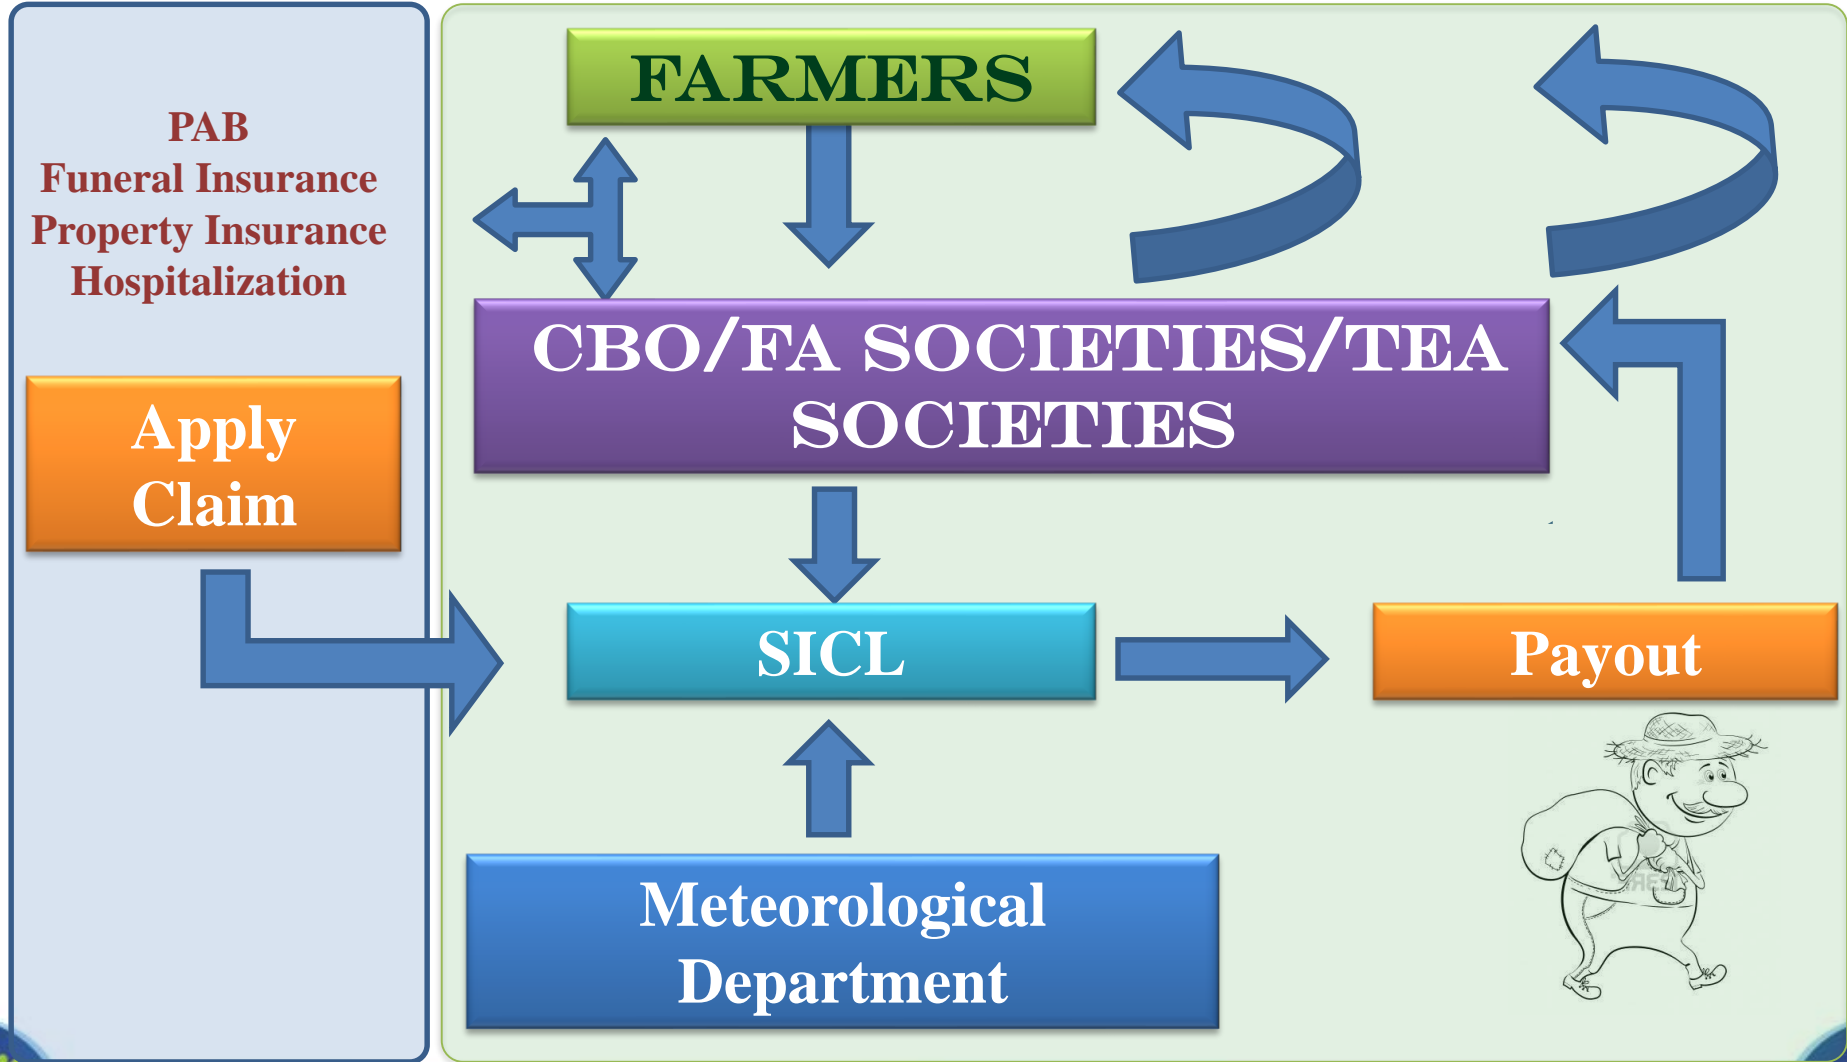 PAB
Funeral Insurance
Property Insurance
Hospitalization
Apply
Claim
FARMERS
CBO/FA SOCIETIES/TEA
SOCIETIES
SICL
Payout
Meteorological
Department